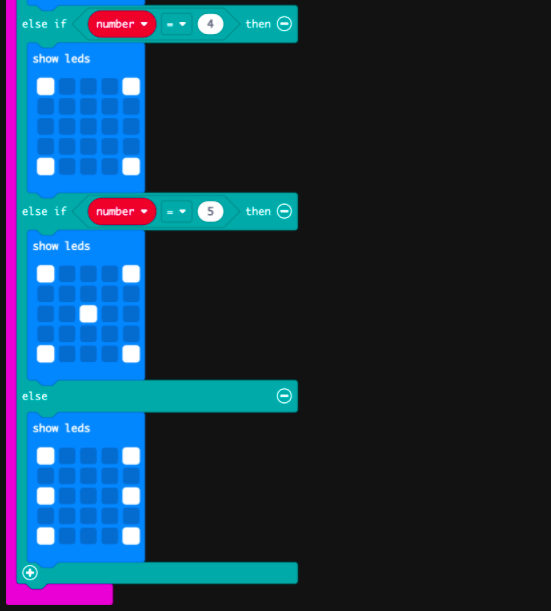 else if number = 4 then
show leds
else if number = 5 then
show leds
else
show leds